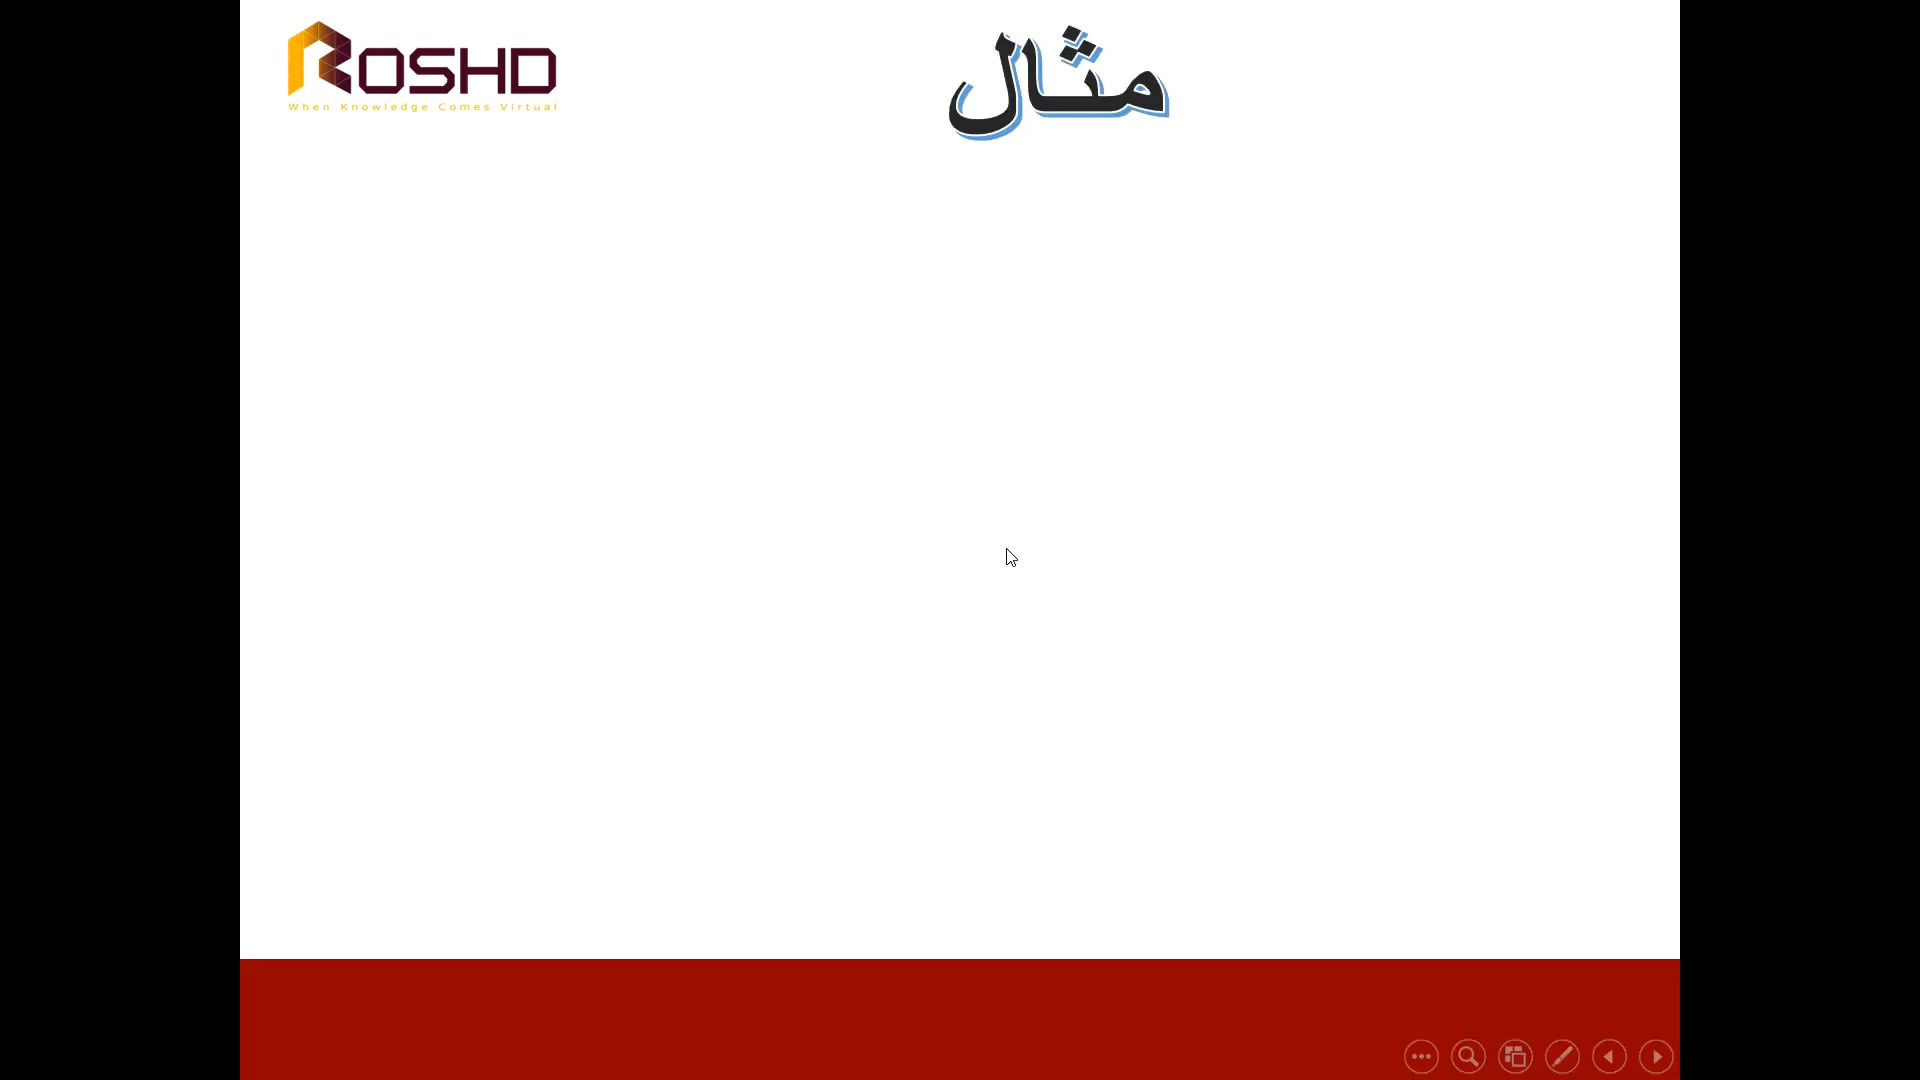 ROSHD
When Knowledge Comes Virtual
مثال